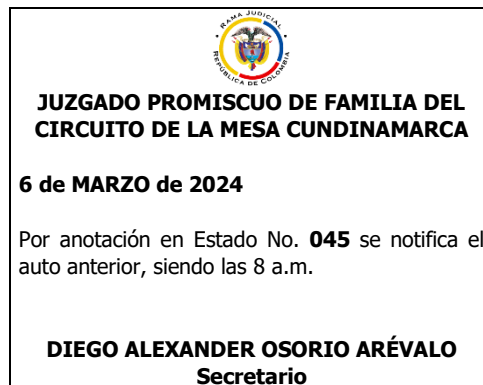 RAMA JUDICIAL
REPÚBLICA DE COLOMBIA
JUZGADO PROMISCUO DE FAMILIA DEL
CIRCUITO DE LA MESA CUNDINAMARCA
6 de MARZO de 2024
Por anotación en Estado No. 045 se notifica el
auto anterior, siendo las 8 a.m.
DIEGO ALEXANDER OSORIO ARÉVALO
Secretario